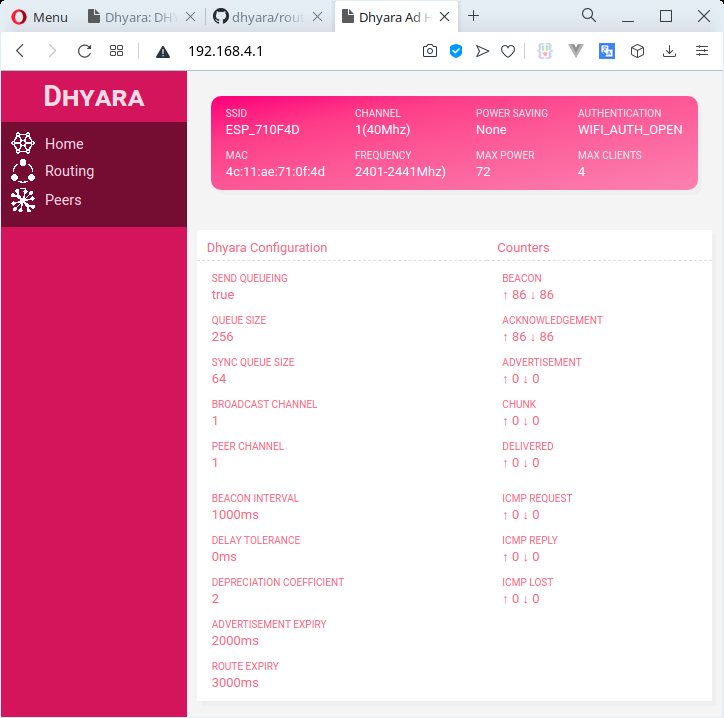 Menu
Dhyara: DHY
dhyara/rout
Dhyara Ad H
192.168.4.1
DHYARA
Home
Routing
Peers
SSID CHANNEL POWER SAVING AUTHENTICATION
ESP_710F4D 1(40Mhz) None WIFI_AUTH_OPEN
MAC FREQUENCY MAX POWER MAX CLIENTS
4c:11:ae:71:0f:4d 2401-2441Mhz) 72 4
Dhyara Configuration
SEND QUEUEING
true
QUEUE SIZE
256
SYNC QUEUE SIZE
64
BROADCAST CHANNEL
1
PEER CHANNEL
1
BEACON INTERVAL
1000ms
DELAY TOLERANCE
0ms
DEPRECIATION COEFFICIENT
2
ADVERTISEMENT EXPIRY
2000ms
ROUTE EXPIRY
3000ms
Counters
BEACON
↑ 86 ↓ 86
ACKNOWLEDGEMENT
↑ 86 ↓ 86
ADVERTISEMENT
↑ 0 ↓ 0
CHUNK
↑ 0 ↓ 0
DELIVERED
↑ 0 ↓ 0
ICMP REQUEST
↑ 0 ↓ 0
ICMP REPLY
↑ 0 ↓ 0
ICMP LOST
↑ 0 ↓ 0